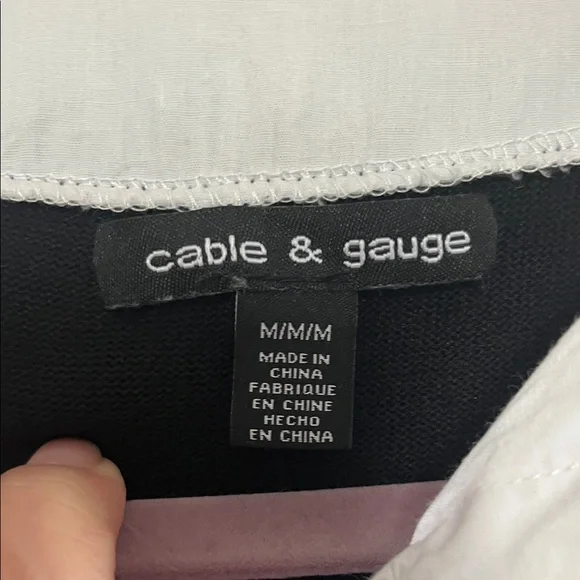 cable & gauge
M/M/M
MADE IN
CHINA
FABRIQUE
EN CHINE
HECHO
EN CHINA